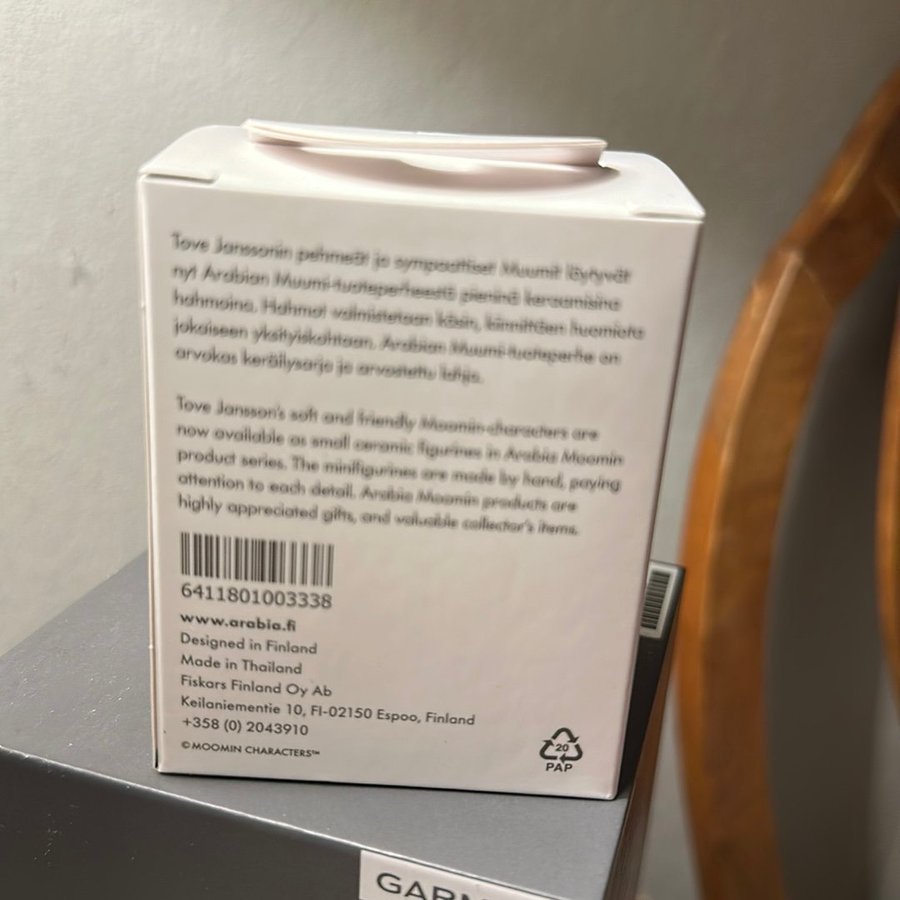 Tove Janssonin pehmeät ja sympaattiset Muumit löytyvät
nyt Arabian Muumi-tuoteperheestä pieninä keraamisina
hahmoina. Hahmot valmistetaan käsin, kiinnittäen huomiota
jokaiseen yksityiskohtaan. Arabian Muumi-tuoteperhe on
arvokas keräilysarja ja arvostettu lahja.
Tove Jansson's soft and friendly Moomin-characters are
now available as small ceramic figurines in Arabia Moomin
product series. The minifigurines are made by hand, paying
attention to each detail. Arabia Moomin products are
highly appreciated gifts, and valuable collector's items.
6411801003338
www.arabia.fi
Designed in Finland
Made in Thailand
Fiskars Finland Oy Ab
Keilaniementie 10, FI-02150 Espoo, Finland
+358 (0) 2043910
©MOOMIN CHARACTERS™
20
PAP